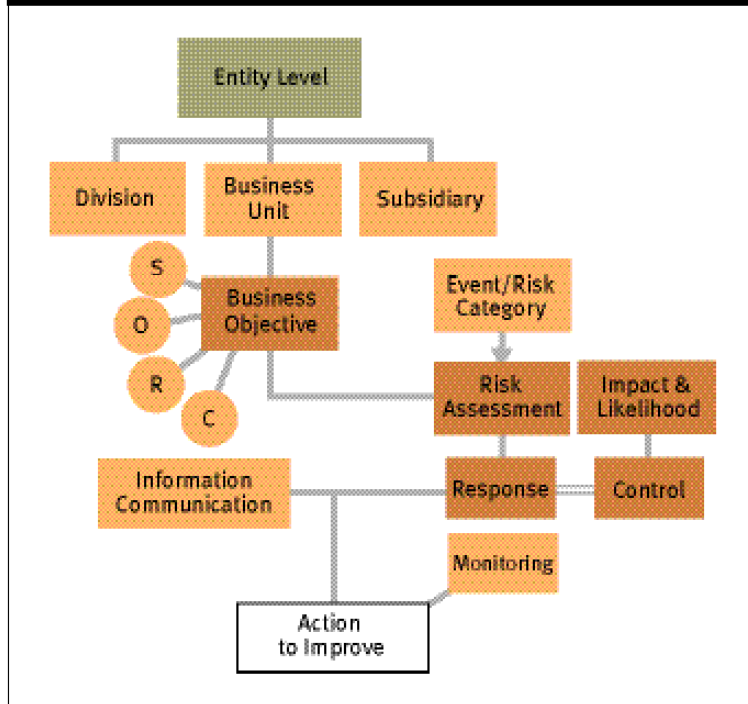 Entity Level
Division
Business
Unit
Subsidiary
S
O
R
C
Business
Objective
Event/Risk
Category
Risk
Assessment
Impact &
Likelihood
Information
Communication
Response
Control
Monitoring
Action
to Improve